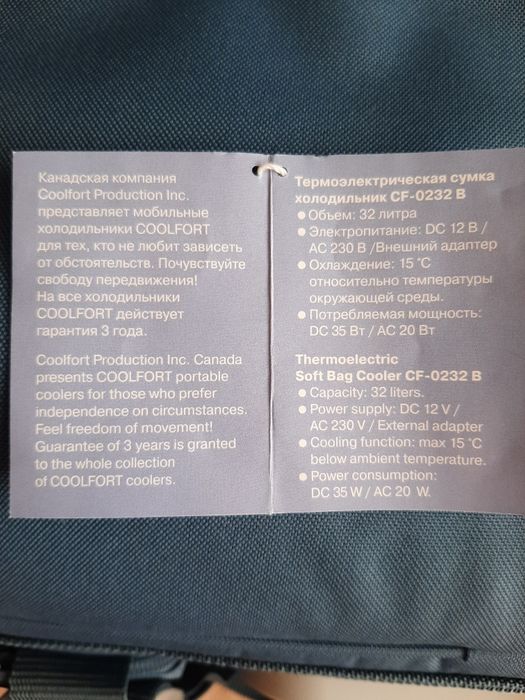 Канадская компания
Coolfort Production Inc.
представляет мобильные
холодильники COOLFORT
для тех, кто не любит зависеть
от обстоятельств. Почувствуйте
свободу передвижения!
На все холодильники
COOLFORT действует
гарантия 3 года.
Coolfort Production Inc. Canada
presents COOLFORT portable
coolers for those who prefer
independence on circumstances.
Feel freedom of movement!
Guarantee of 3 years is granted
to the whole collection
of COOLFORT coolers.
Термоэлектрическая сумка
холодильник CF-0232 B
• Объем: 32 литра
• Электропитание: DC 12 В /
AC 230 В /Внешний адаптер
• Охлаждение: 15 °C
относительно температуры
окружающей среды.
• Потребляемая мощность:
DC 35 Вт / AC 20 Вт
Thermoelectric
Soft Bag Cooler CF-0232 B
• Capacity: 32 liters.
• Power supply: DC 12 V /
AC 230 V / External adapter
• Cooling function: max 15 °C
below ambient temperature.
• Power consumption:
DC 35 W / AC 20 W.